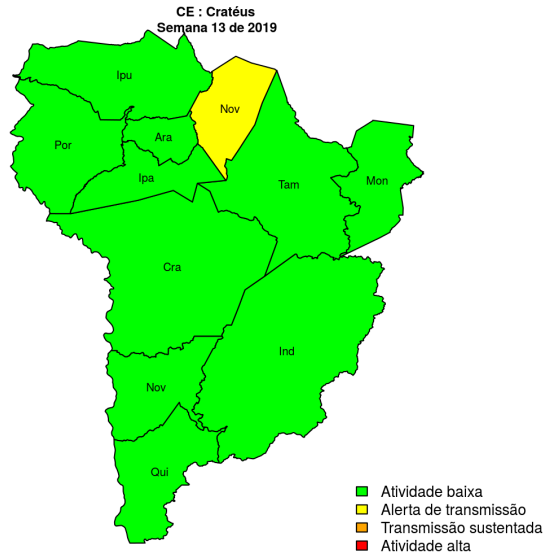 CE : Cratéus
Semana 13 de 2019
Ipu
Nov
Ara
Por
Ipa
Mon
Tam
Cra
Ind
Nov
Qui
Atividade baixa
Alerta de transmissão
Transmissão sustentada
Atividade alta